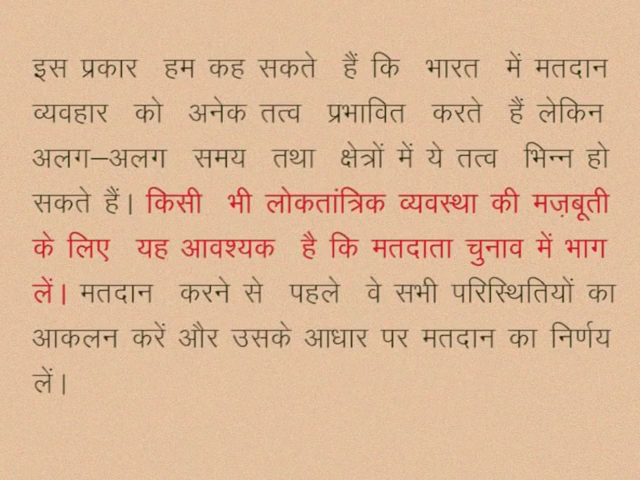 इस प्रकार हम कह सकते हैं कि भारत में मतदान
व्यवहार को अनेक तत्व प्रभावित करते हैं लेकिन
अलग–अलग समय तथा क्षेत्रों में ये तत्व भिन्न हो
सकते हैं। किसी भी लोकतांत्रिक व्यवस्था की मज़बूती
के लिए यह आवश्यक है कि मतदाता चुनाव में भाग
लें। मतदान करने से पहले वे सभी परिस्थितियों का
आकलन करें और उसके आधार पर मतदान का निर्णय
लें।